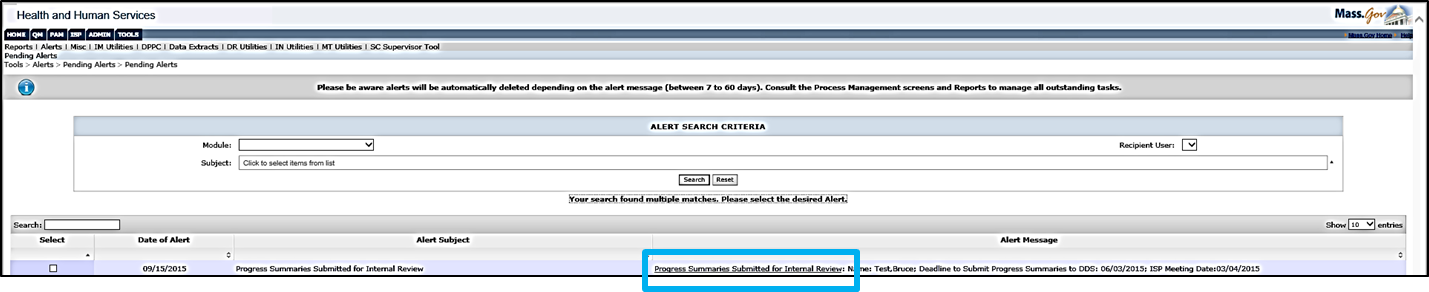 Health and Human Services
Mass.Gov
HOME QM PAM ISP ADMIN TOOLS
Mass.Gov Home Help
Reports | Alerts | Misc | IM Utilities | DPPC | Data Extracts | DR Utilities | IN Utilities | MT Utilities | SC Supervisor Tool
Pending Alerts
Tools > Alerts > Pending Alerts > Pending Alerts
Please be aware alerts will be automatically deleted depending on the alert message (between 7 to 60 days). Consult the Process Management screens and Reports to manage all outstanding tasks.
ALERT SEARCH CRITERIA
Module: Recipient User:
Subject: Click to select items from list
Search Reset
Your search found multiple matches. Please select the desired Alert.
Search: Show 10 entries
Select Date of Alert Alert Subject Alert Message
09/15/2015 Progress Summaries Submitted for Internal Review Progress Summaries Submitted for Internal Review: Name: Test,Bruce; Deadline to Submit Progress Summaries to DDS: 06/03/2015; ISP Meeting Date:03/04/2015